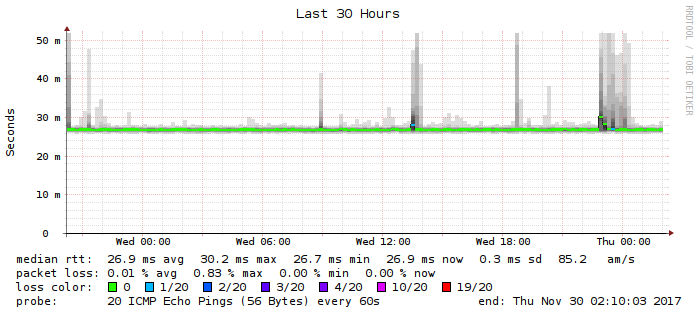 Last 30 Hours
RRDTOOL / TOBI OETIKER
Seconds
50 m
40 m
30 m
20 m
10 m
0
Wed 00:00 Wed 06:00 Wed 12:00 Wed 18:00 Thu 00:00
median rtt: 26.9 ms avg 30.2 ms max 26.7 ms min 26.9 ms now 0.3 ms sd 85.2 am/s
packet loss: 0.01 % avg 0.83 % max 0.00 % min 0.00 % now
loss color: 0 1/20 2/20 3/20 4/20 10/20 19/20
probe: 20 ICMP Echo Pings (56 Bytes) every 60s end: Thu Nov 30 02:10:03 2017